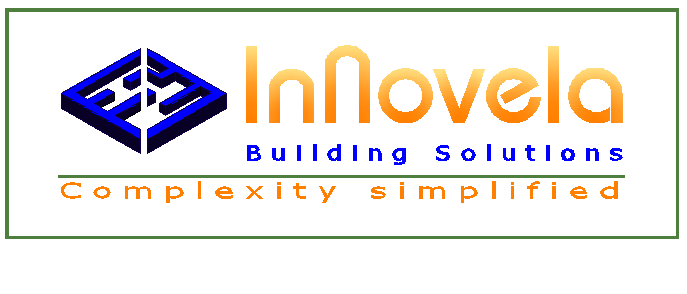 InNovela
Building Solutions
Complexity simplified